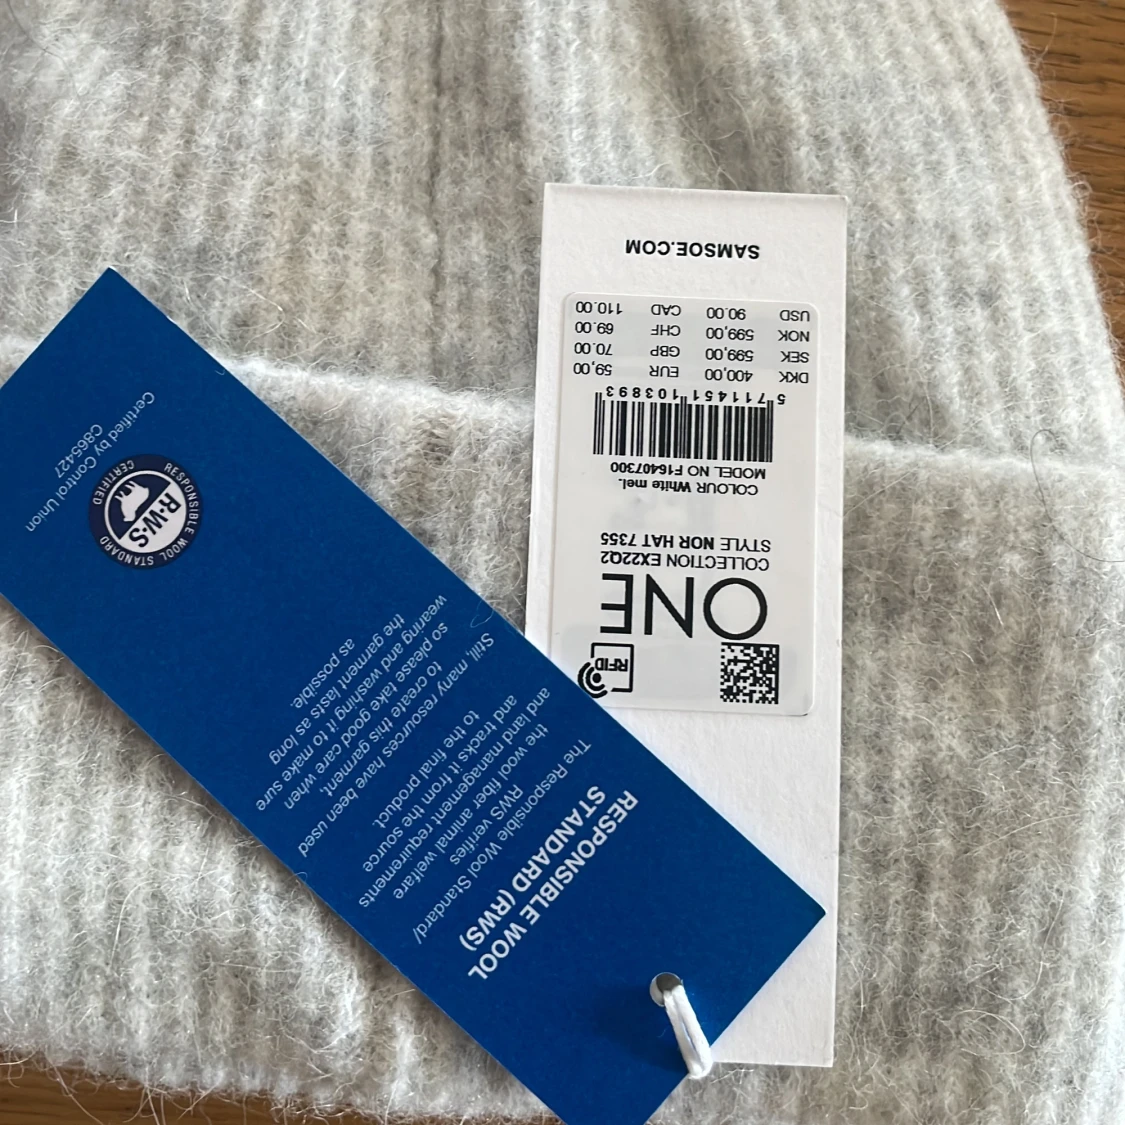 SAMSOE.COM
ONE
COLLECTION EX22Q2
STYLE NOR HAT 7355
COLOUR White mel.
MODEL NO F16407300
5 711451 103893
DKK 400,00 EUR 59,00
SEK 599,00 GBP 70.00
NOK 599,00 CHF 69.00
USD 90.00 CAD 110.00
RFID
RESPONSIBLE WOOL
STANDARD (RWS)
The Responsible Wool Standard/
RWS verifies
the wool fiber animal welfare
and land management requirements
and tracks it from the source
to the final product
Still, many resources have been used
to create this garment,
so please take good care when
wearing and washing it to make sure
the garment lasts as long
as possible.
R·W·S
RESPONSIBLE WOOL STANDARD
CERTIFIED
Certified by Control Union
C865427